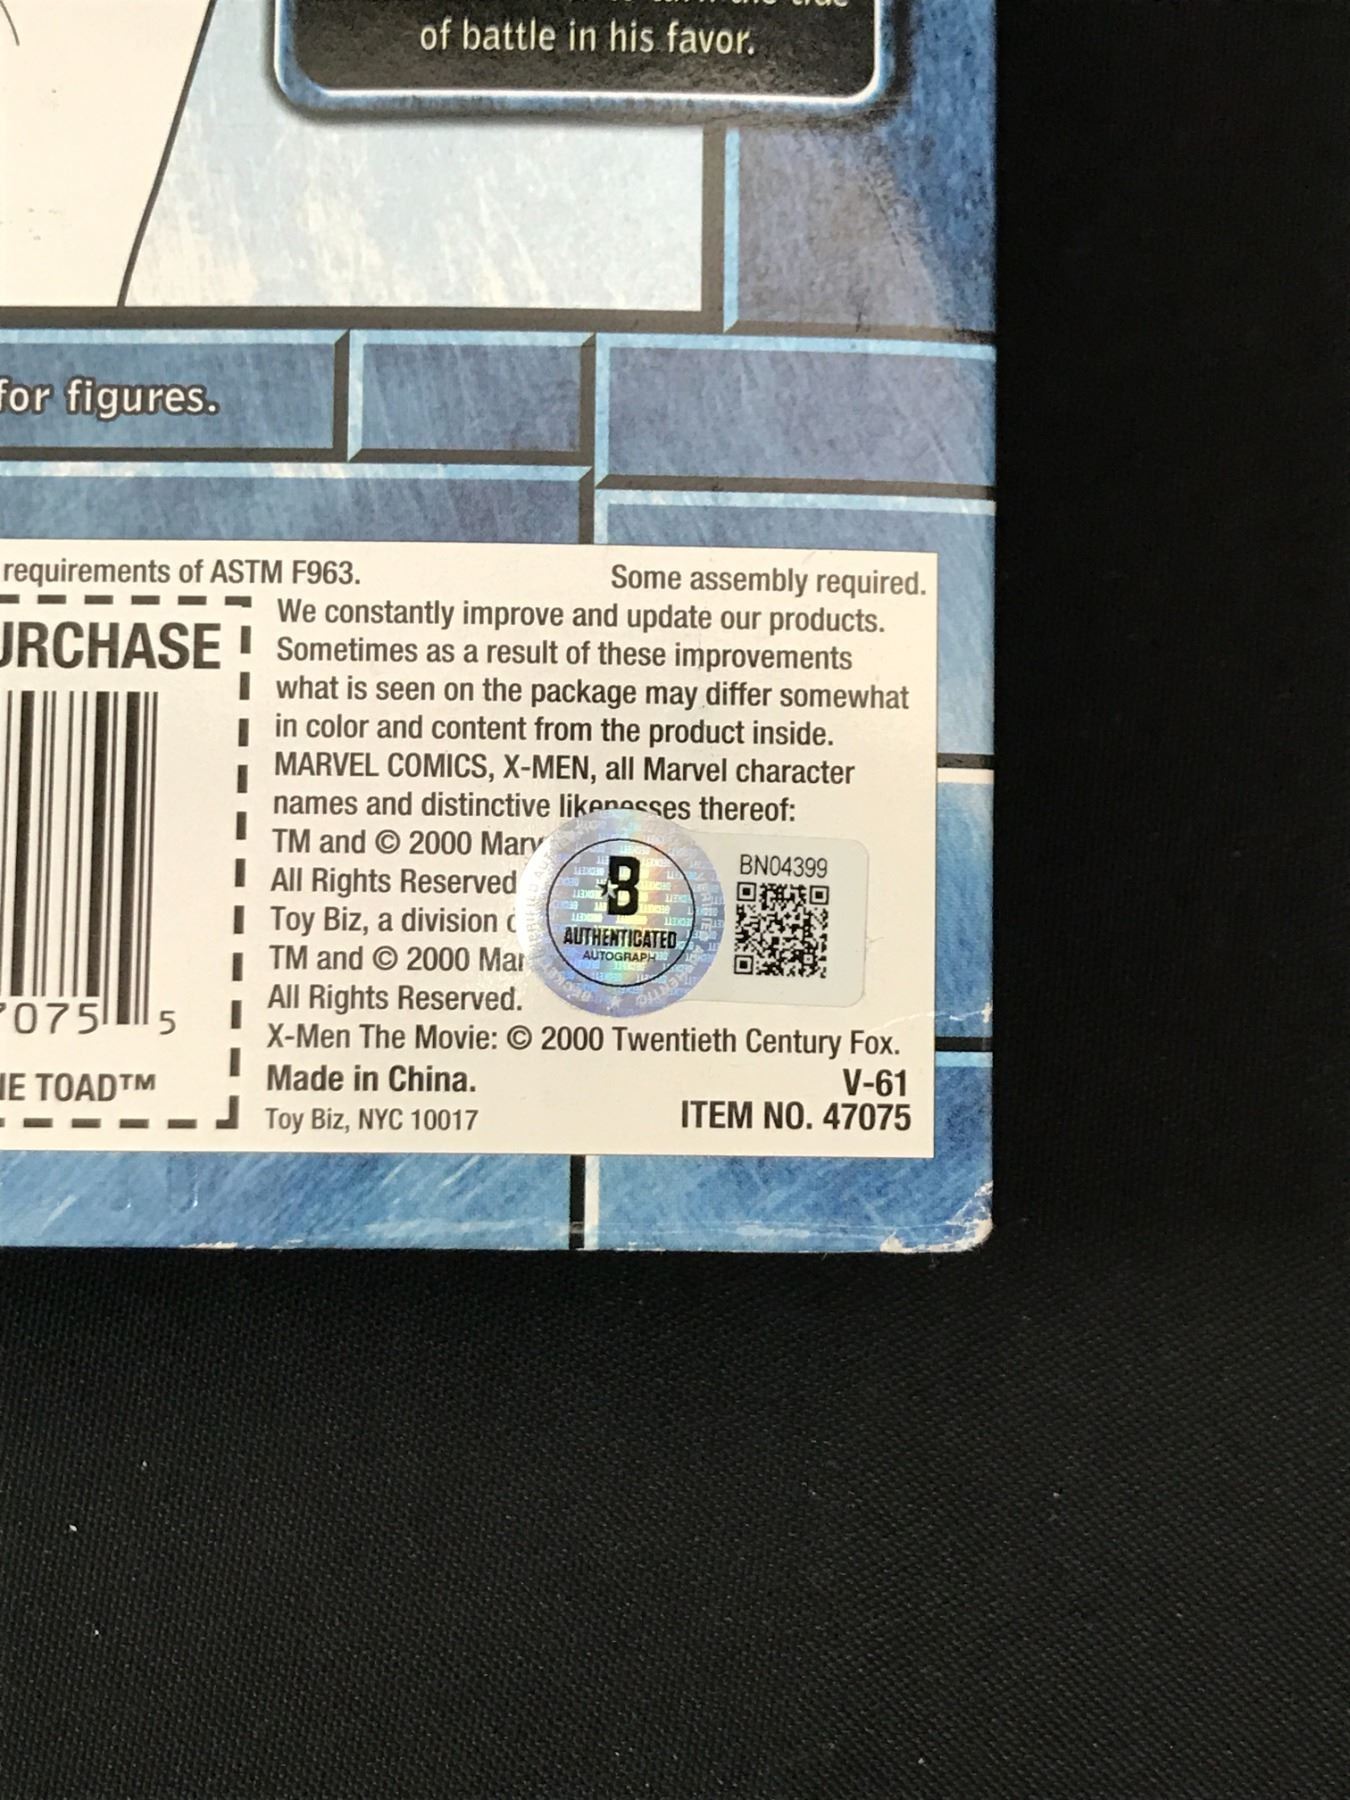 of battle in his favor.
for figures.
requirements of ASTM F963.
Some assembly required.
URCHASE
We constantly improve and update our products.
Sometimes as a result of these improvements
what is seen on the package may differ somewhat
in color and content from the product inside.
MARVEL COMICS, X-MEN, all Marvel character
names and distinctive likenesses thereof:
TM and © 2000 Marv
All Rights Reserved
Toy Biz, a division
TM and © 2000 Mar
All Rights Reserved.
X-Men The Movie: © 2000 Twentieth Century Fox.
Made in China.
Toy Biz, NYC 10017
V-61
ITEM NO. 47075
B
AUTHENTICATED
AUTOGRAPH
BN04399
7075 5
E TOAD™